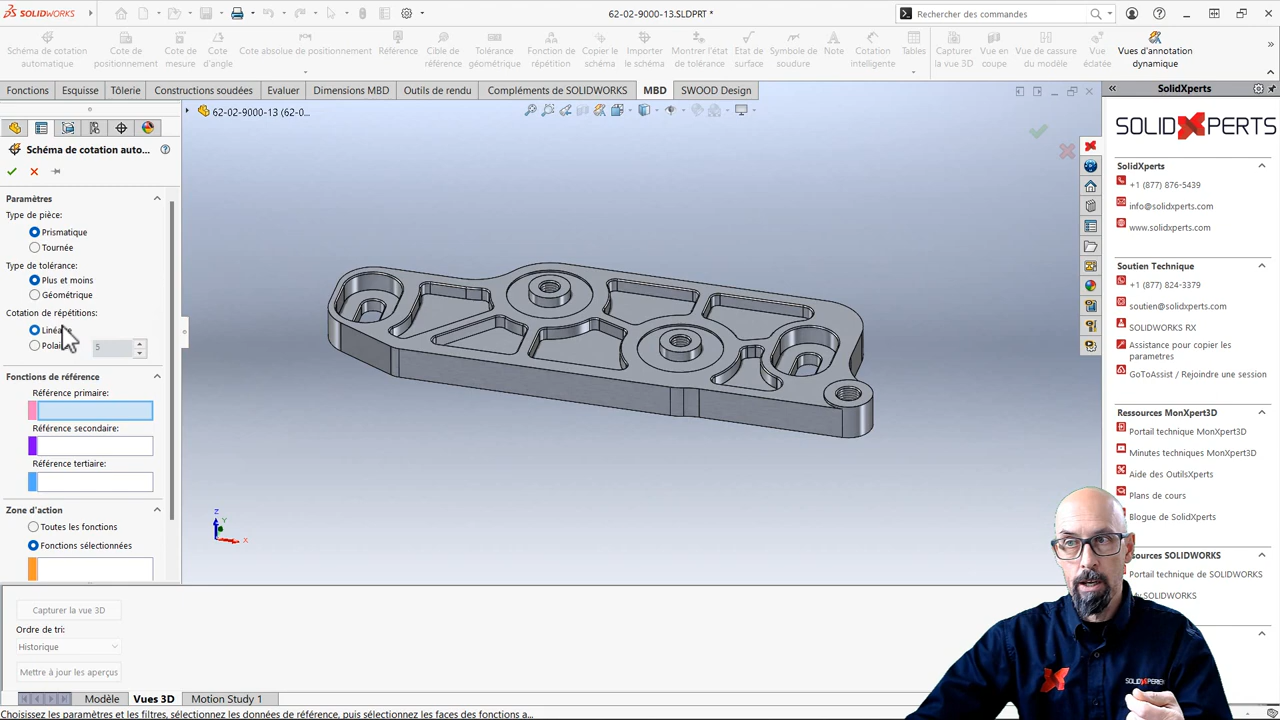 SOLIDWORKS
62-02-9000-13.SLDPRT *
Rechercher des commandes
Schéma de cotation automatique
Cote de positionnement
Cote de mesure
Cote d'angle
Cote absolue de positionnement
Référence
Cible de référence
Tolérance géométrique
Fonction de répétition
Copier le schéma
Importer le schéma
Montrer l'état de tolérance
Etat de surface
Symbole de soudure
Note
Cotation intelligente
Tables
Capturer la vue 3D
Vue en coupe
Vue de cassure du modèle
Vue éclatée
Vues d'annotation dynamique
Fonctions
Esquisse
Tôlerie
Constructions soudées
Evaluer
Dimensions MBD
Outils de rendu
Compléments de SOLIDWORKS
MBD
SWOOD Design
62-02-9000-13 (62-0...
Schéma de cotation auto...
Paramètres
Type de pièce:
Prismatique
Tournée
Type de tolérance:
Plus et moins
Géométrique
Cotation de répétitions:
5
Fonctions de référence
Référence primaire:
Référence secondaire:
Référence tertiaire:
Zone d'action
Toutes les fonctions
Fonctions sélectionnées
Z
Y
X
Capturer la vue 3D
Ordre de tri:
Historique
Mettre à jour les aperçus
Modèle
Vues 3D
Motion Study 1
Choisissez les paramètres et les filtres, sélectionnez les données de référence, puis sélectionnez les faces des fonctions a...
SolidXperts
SOLIDXPERTS
SolidXperts
+1 (877) 876-5439
info@solidxperts.com
www.solidxperts.com
Soutien Technique
+1 (877) 824-3379
soutien@solidxperts.com
SOLIDWORKS RX
Assistance pour copier les parametres
GoToAssist / Rejoindre une session
Ressources MonXpert3D
Portail technique MonXpert3D
Minutes techniques MonXpert3D
Aide des OutilsXperts
Plans de cours
Blogue de SolidXperts
sources SOLIDWORKS
Portail technique de SOLIDWORKS
SOLIDWORKS